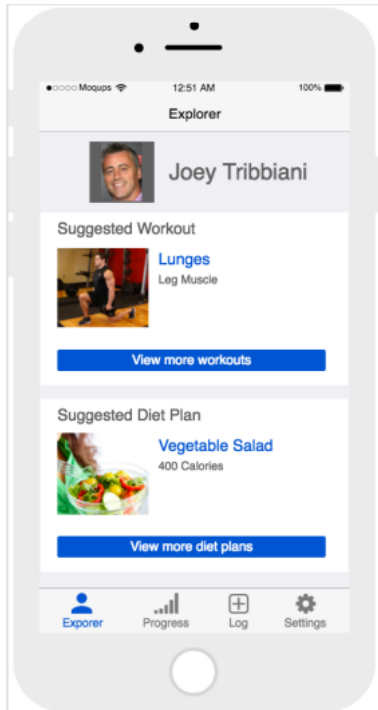 Moqups 12:51 AM 100%
Explorer
Joey Tribbiani
Suggested Workout
Lunges
Leg Muscle
View more workouts
Suggested Diet Plan
Vegetable Salad
400 Calories
View more diet plans
Exporer Progress Log Settings